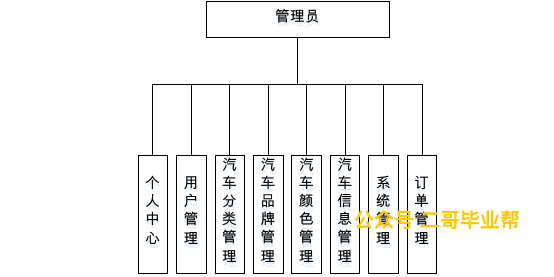 管理员
个人中心
用户管理
汽车分类管理
汽车品牌管理
汽车颜色管理
汽车信息管理
系统管理
订单管理
公众号·二哥毕业帮